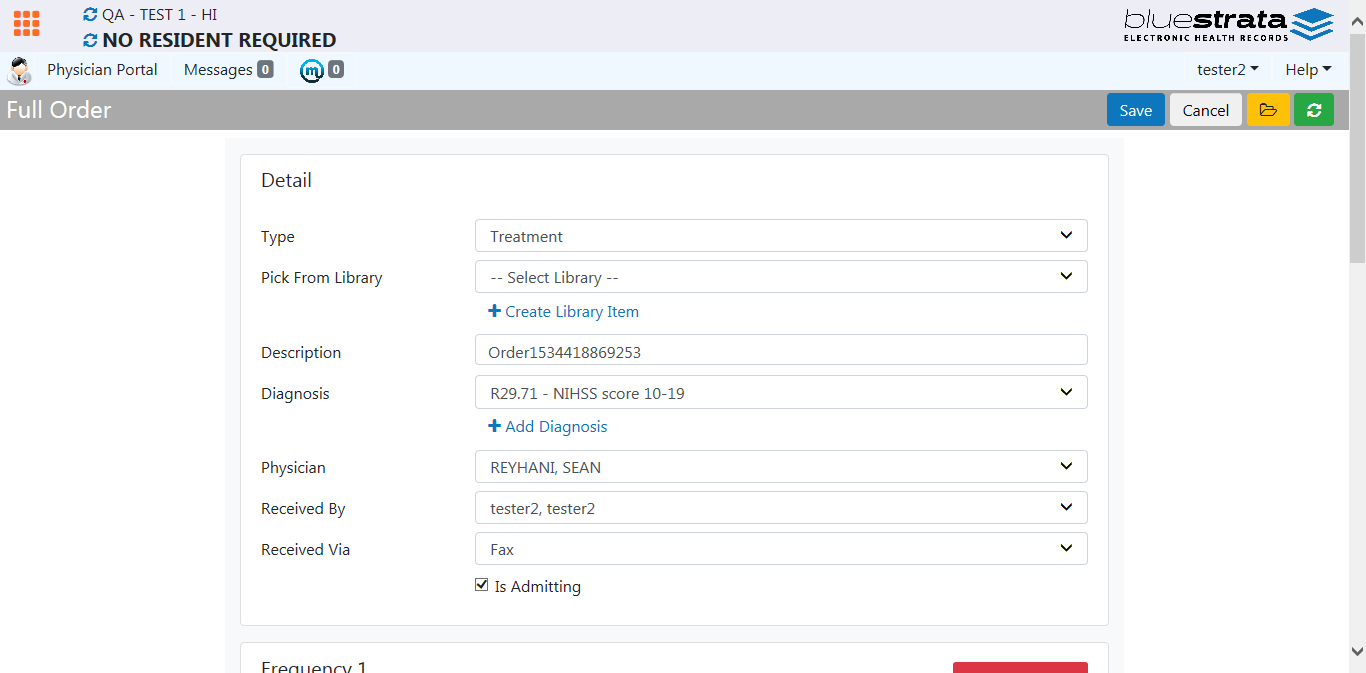 QA - TEST 1 - HI
NO RESIDENT REQUIRED
bluestrata
ELECTRONIC HEALTH RECORDS
Physician Portal
Messages 0
m 0
tester2
Help
Full Order
Save
Cancel
Detail
Type
Treatment
Pick From Library
-- Select Library --
Create Library Item
Description
Order1534418869253
Diagnosis
R29.71 - NIHSS score 10-19
Add Diagnosis
Physician
REYHANI, SEAN
Received By
tester2, tester2
Received Via
Fax
Is Admitting
Frequency 1